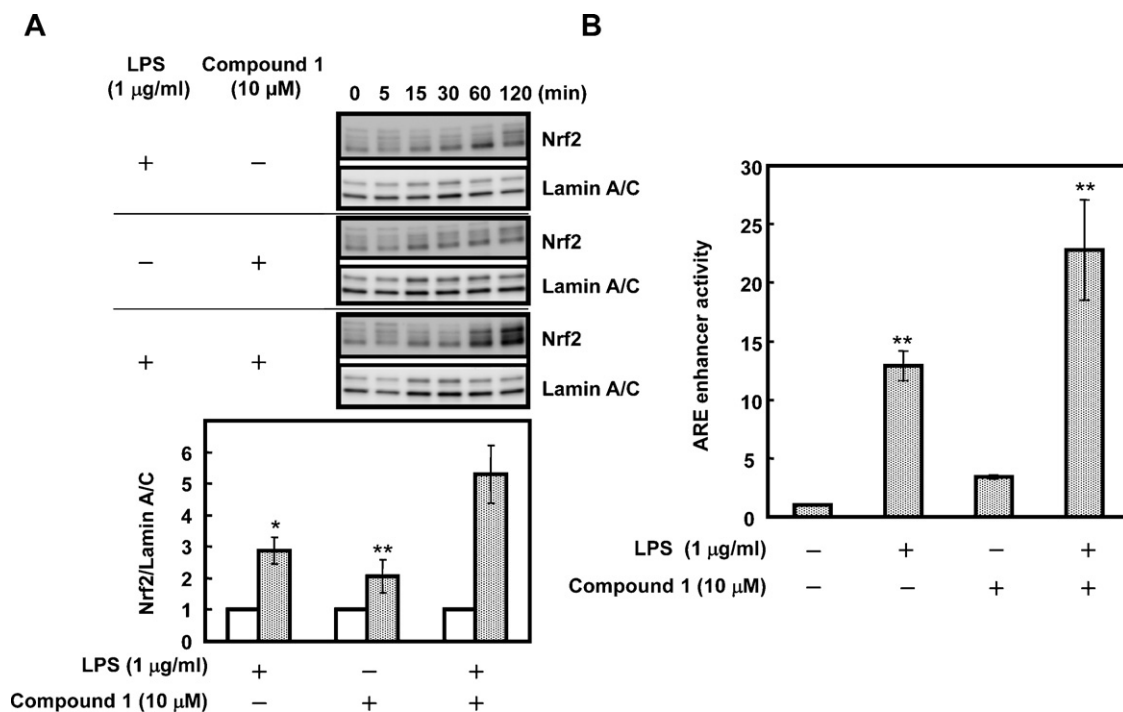 A
LPS Compound 1
(1 μg/ml) (10 μM)
0 5 15 30 60 120 (min)
Nrf2
+ −
Lamin A/C
Nrf2
− +
Lamin A/C
Nrf2
+ +
Lamin A/C
Nrf2/Lamin A/C
6
5
4
3
2
1
0
*
**
LPS (1 μg/ml) + − +
Compound 1 (10 μM) − + +
B
ARE enhancer activity
30
25
20
15
10
5
0
**
**
LPS (1 μg/ml) − + − +
Compound 1 (10 μM) − − + +